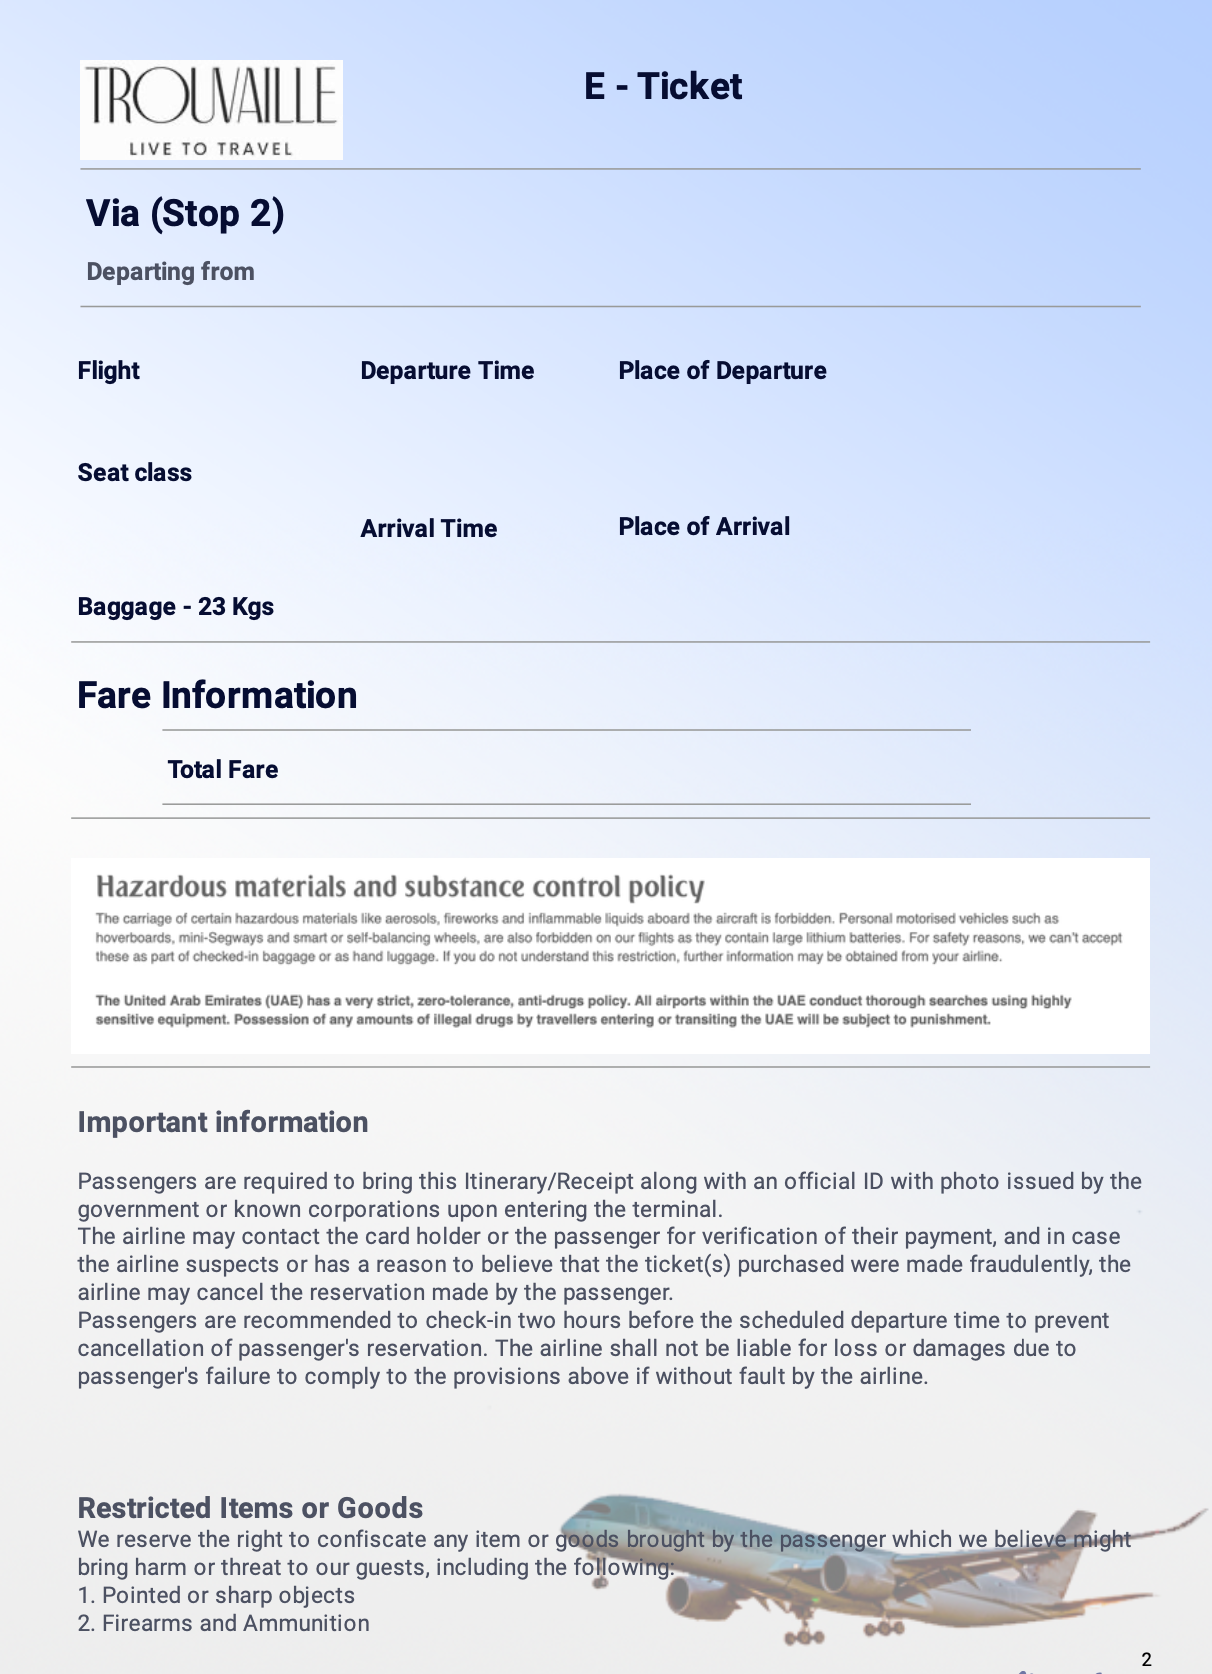 TROUVAILLE
LIVE TO TRAVEL
E - Ticket
Via (Stop 2)
Departing from
Flight
Departure Time
Place of Departure
Seat class
Arrival Time
Place of Arrival
Baggage - 23 Kgs
Fare Information
Total Fare
Hazardous materials and substance control policy
The carriage of certain hazardous materials like aerosols, fireworks and inflammable liquids aboard the aircraft is forbidden. Personal motorised vehicles such as
hoverboards, mini-Segways and smart or self-balancing wheels, are also forbidden on our flights as they contain large lithium batteries. For safety reasons, we can't accept
these as part of checked-in baggage or as hand luggage. If you do not understand this restriction, further information may be obtained from your airline.
The United Arab Emirates (UAE) has a very strict, zero-tolerance, anti-drugs policy. All airports within the UAE conduct thorough searches using highly
sensitive equipment. Possession of any amounts of illegal drugs by travellers entering or transiting the UAE will be subject to punishment.
Important information
Passengers are required to bring this Itinerary/Receipt along with an official ID with photo issued by the
government or known corporations upon entering the terminal.
The airline may contact the card holder or the passenger for verification of their payment, and in case
the airline suspects or has a reason to believe that the ticket(s) purchased were made fraudulently, the
airline may cancel the reservation made by the passenger.
Passengers are recommended to check-in two hours before the scheduled departure time to prevent
cancellation of passenger's reservation. The airline shall not be liable for loss or damages due to
passenger's failure to comply to the provisions above if without fault by the airline.
Restricted Items or Goods
We reserve the right to confiscate any item or goods brought by the passenger which we believe might
bring harm or threat to our guests, including the following:
1. Pointed or sharp objects
2. Firearms and Ammunition
2